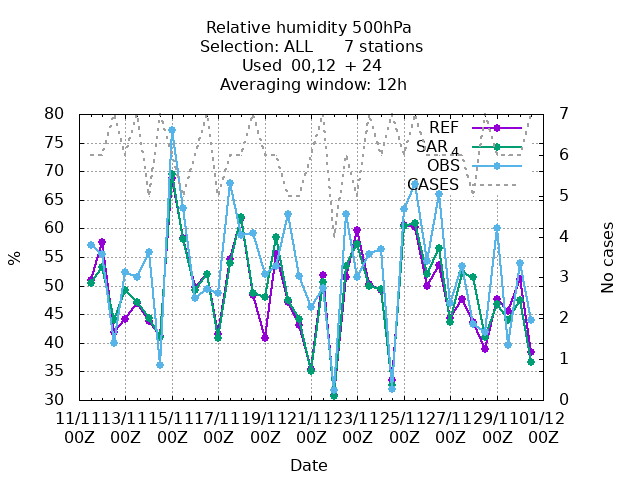 Relative humidity 500hPa
Selection: ALL 7 stations
Used 00,12 + 24
Averaging window: 12h
80 7
REF
75
SAR 4
70 6
OBS
CASES
65 5
60
4
55
% No cases
50 3
45
2
40
1
35
30 0
11/11 13/11 15/11 17/11 19/11 21/11 23/11 25/11 27/11 29/11 01/12
00Z 00Z 00Z 00Z 00Z 00Z 00Z 00Z 00Z 00Z 00Z
Date